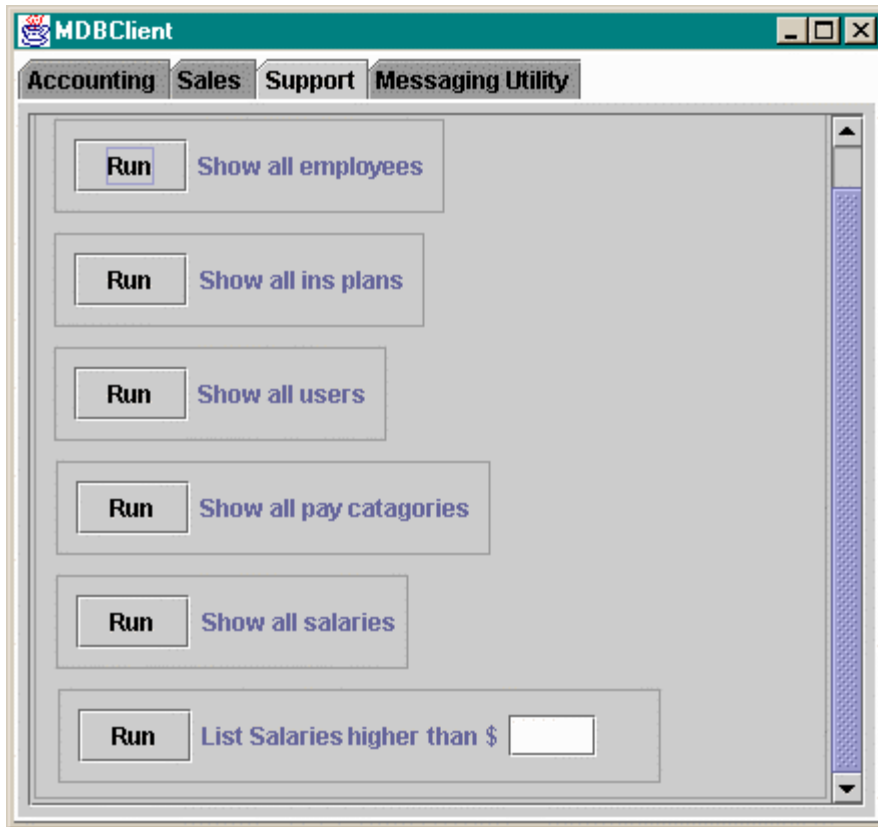 MDBClient
Accounting Sales Support Messaging Utility
Run Show all employees
Run Show all ins plans
Run Show all users
Run Show all pay catagories
Run Show all salaries
Run List Salaries higher than $